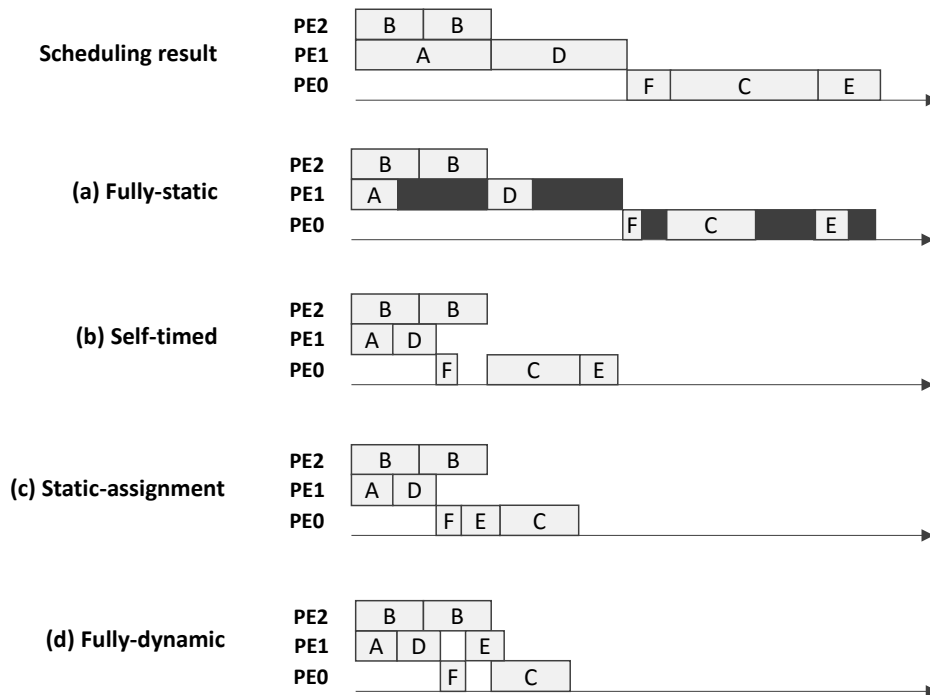 PE2 B B
Scheduling result PE1 A D
PE0 F C E
PE2 B B
(a) Fully-static PE1 A D
PE0 F C E
PE2 B B
(b) Self-timed PE1 A D
PE0 F C E
PE2 B B
(c) Static-assignment PE1 A D
PE0 F E C
PE2 B B
(d) Fully-dynamic PE1 A D E
PE0 F C